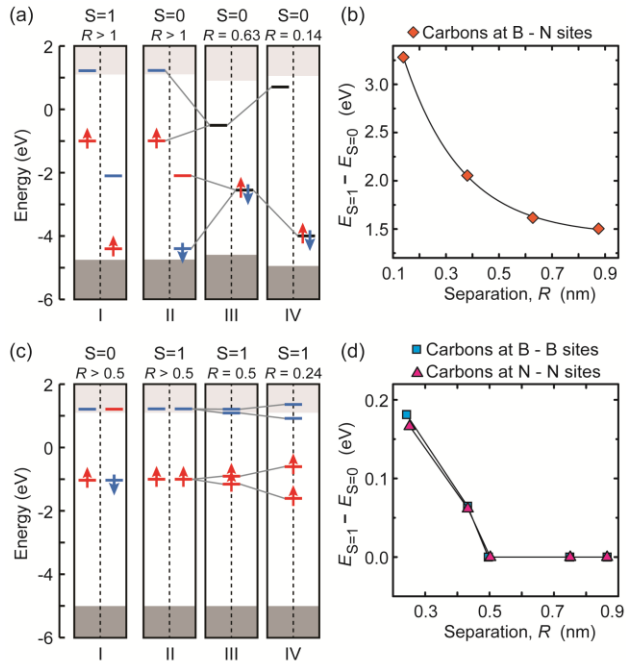 (a)
S=1 S=0 S=0 S=0
R > 1 R > 1 R = 0.63 R = 0.14
Energy (eV)
2
0
-2
-4
-6
I II III IV
(b)
Carbons at B - N sites
E S=1 − E S=0 (eV)
3.0
2.5
2.0
1.5
0.1 0.3 0.5 0.7 0.9
Separation, R (nm)
(c)
S=0 S=1 S=1 S=1
R > 0.5 R > 0.5 R = 0.5 R = 0.24
Energy (eV)
2
0
-2
-4
-6
I II III IV
(d)
Carbons at B - B sites
Carbons at N - N sites
E S=1 − E S=0 (eV)
0.2
0.1
0.0
0.3 0.5 0.7 0.9
Separation, R (nm)